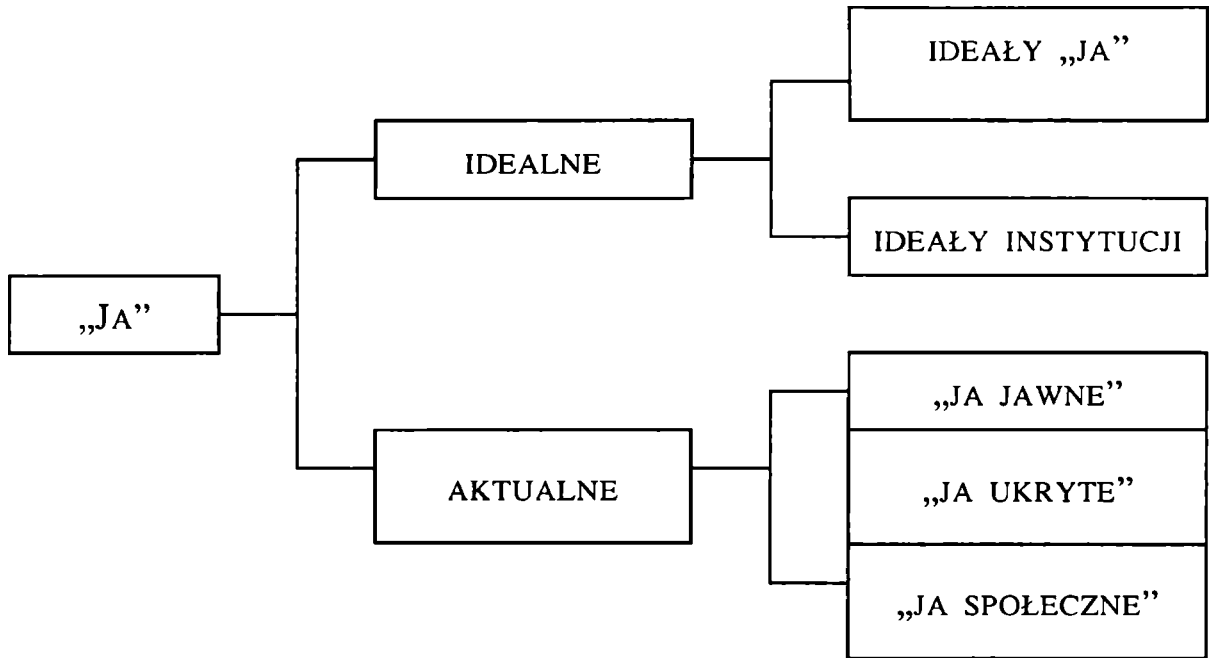 IDEAŁY „JA”
IDEALNE
IDEAŁY INSTYTUCJI
„JA”
„JA JAWNE”
AKTUALNE
„JA UKRYTE”
„JA SPOŁECZNE”